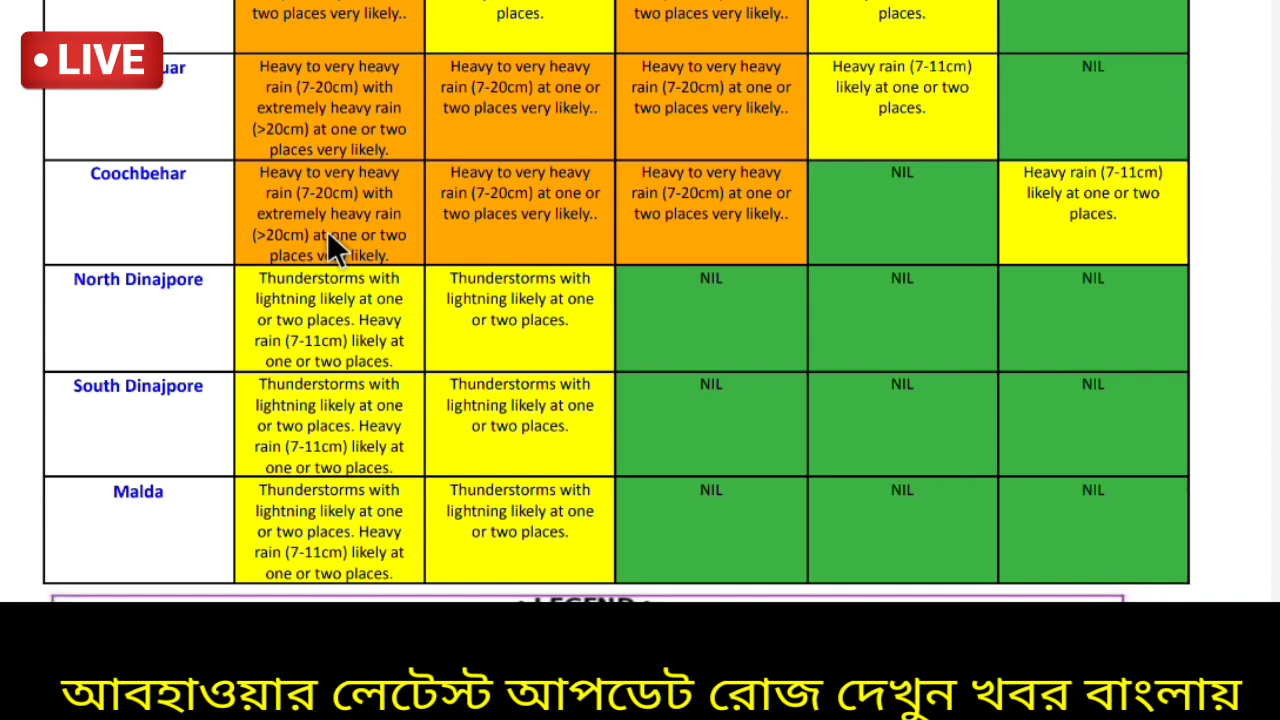 two places very likely..
places.
two places very likely..
places.
LIVE
uar
Heavy to very heavy
rain (7-20cm) with
extremely heavy rain
(>20cm) at one or two
places very likely.
Heavy to very heavy
rain (7-20cm) at one or
two places very likely..
Heavy to very heavy
rain (7-20cm) at one or
two places very likely..
Heavy rain (7-11cm)
likely at one or two
places.
NIL
Coochbehar
Heavy to very heavy
rain (7-20cm) with
extremely heavy rain
(>20cm) at one or two
places very likely.
Heavy to very heavy
rain (7-20cm) at one or
two places very likely..
Heavy to very heavy
rain (7-20cm) at one or
two places very likely..
NIL
Heavy rain (7-11cm)
likely at one or two
places.
North Dinajpore
Thunderstorms with
lightning likely at one
or two places. Heavy
rain (7-11cm) likely at
one or two places.
Thunderstorms with
lightning likely at one
or two places.
NIL
NIL
NIL
South Dinajpore
Thunderstorms with
lightning likely at one
or two places. Heavy
rain (7-11cm) likely at
one or two places.
Thunderstorms with
lightning likely at one
or two places.
NIL
NIL
NIL
Malda
Thunderstorms with
lightning likely at one
or two places. Heavy
rain (7-11cm) likely at
one or two places.
Thunderstorms with
lightning likely at one
or two places.
NIL
NIL
NIL
LEGEND
আবহাওয়ার লেটেস্ট আপডেট রোজ দেখুন খবর বাংলায়